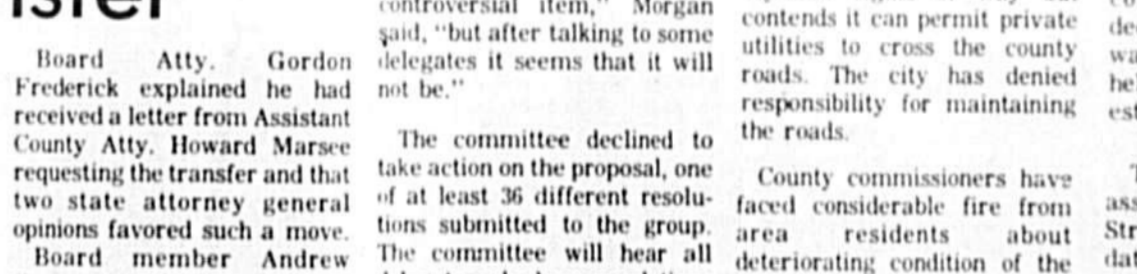 Board Atty. Gordon
Frederick explained he had
received a letter from Assistant
County Atty. Howard Marsee
requesting the transfer and that
two state attorney general
opinions favored such a move.
Board member Andrew
controversial item," Morgan
said, "but after talking to some
delegates it seems that it will
not be."
The committee declined to
take action on the proposal, one
of at least 36 different resolu-
tions submitted to the group.
The committee will hear all
contends it can permit private
utilities to cross the county
roads. The city has denied
responsibility for maintaining
the roads.
County commissioners have
faced considerable fire from
area residents about
deteriorating condition of the